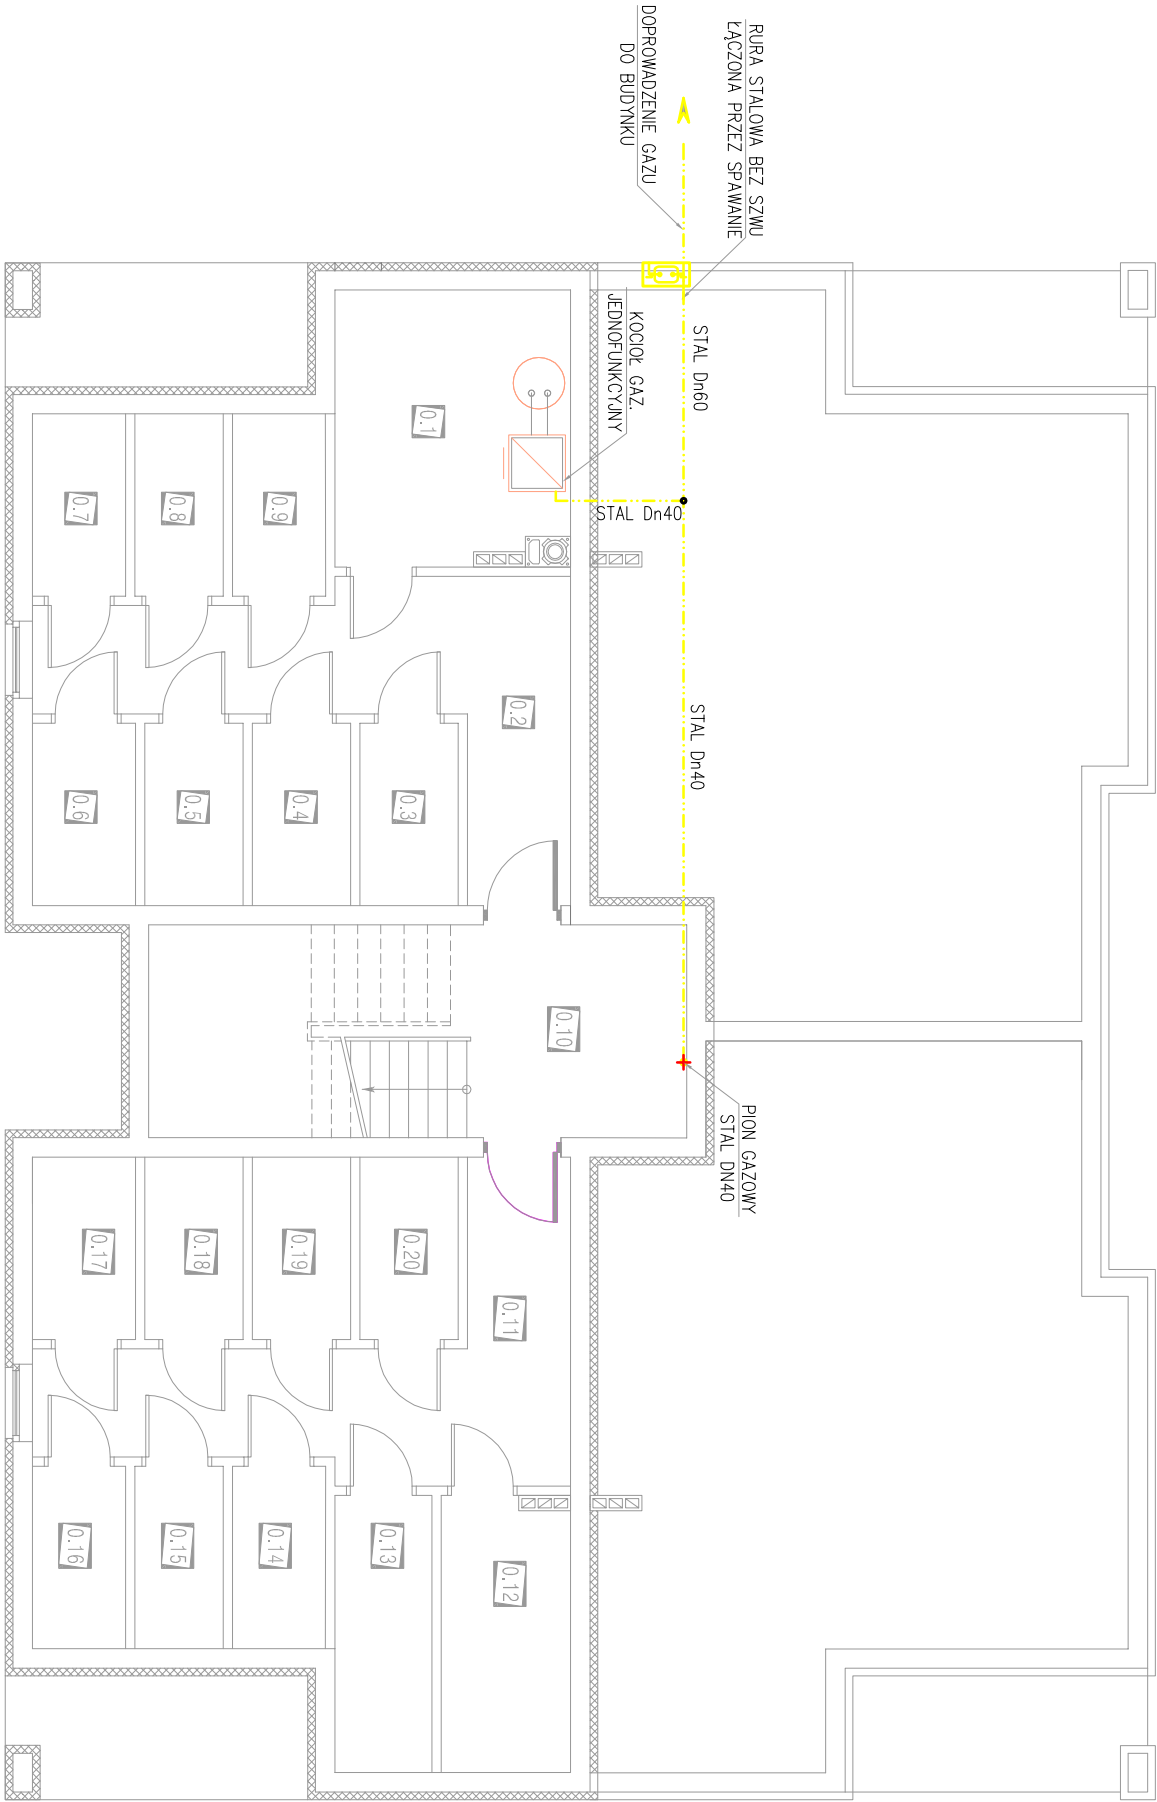 RURA STALOWA BEZ SZWU
ŁĄCZONA PRZEZ SPAWANIE
DOPROWADZENIE GAZU
DO BUDYNKU
KOCIOŁ GAZ.
JEDNOFUNKCYJNY
STAL Dn60
STAL Dn40
STAL Dn40
PION GAZOWY
STAL DN40
0.1
0.2
0.3
0.4
0.5
0.6
0.7
0.8
0.9
0.10
0.11
0.12
0.13
0.14
0.15
0.16
0.17
0.18
0.19
0.20